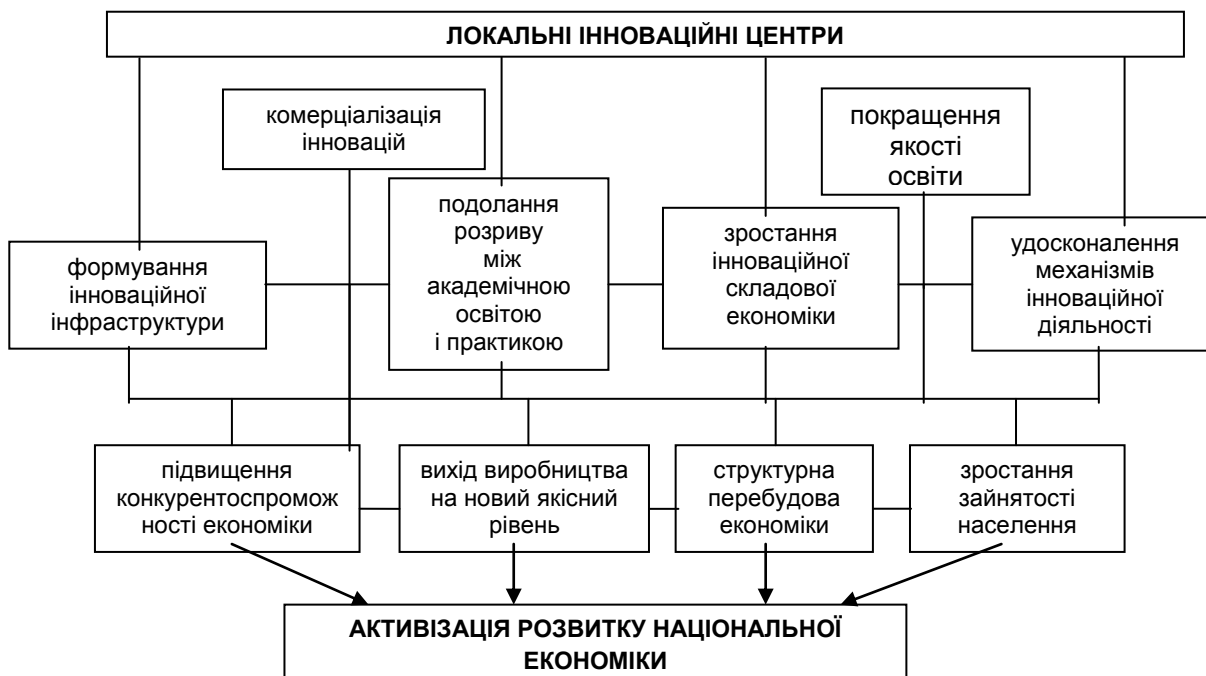 ЛОКАЛЬНІ ІННОВАЦІЙНІ ЦЕНТРИ
комерціалізація
інновацій
покращення
якості
освіти
формування
інноваційної
інфраструктури
подолання
розриву
між
академічною
освітою
і практикою
зростання
інноваційної
складової
економіки
удосконалення
механізмів
інноваційної
діяльності
підвищення
конкурентоспромож
ності економіки
вихід виробництва
на новий якісний
рівень
структурна
перебудова
економіки
зростання
зайнятості
населення
АКТИВІЗАЦІЯ РОЗВИТКУ НАЦІОНАЛЬНОЇ
ЕКОНОМІКИ